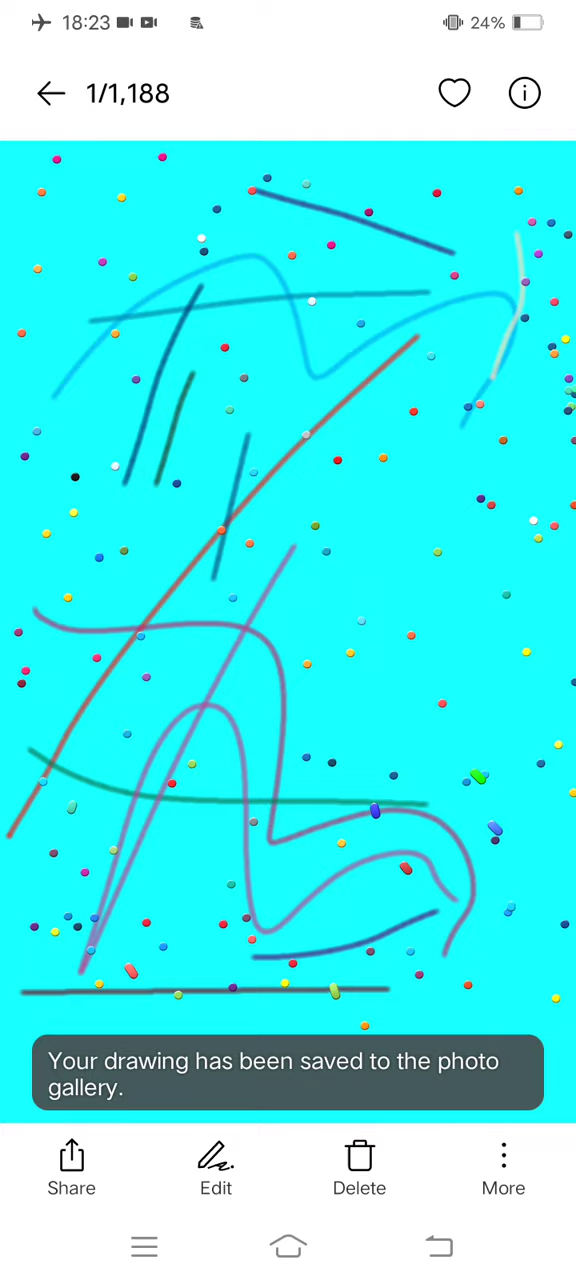 18:23
24%
1/1,188
Your drawing has been saved to the photo
gallery.
Share
Edit
Delete
More